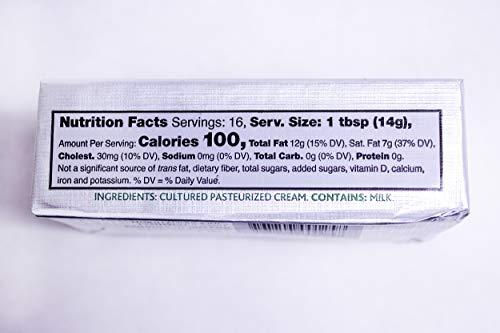 Nutrition Facts Servings: 16, Serv. Size: 1 tbsp (14g),
Amount Per Serving: Calories 100, Total Fat 12g (15% DV), Sat. Fat 7g (37% DV),
Cholest. 30mg (10% DV), Sodium 0mg (0% DV), Total Carb. 0g (0% DV), Protein 0g.
Not a significant source of trans fat, dietary fiber, total sugars, added sugars, vitamin D, calcium,
iron and potassium. % DV = % Daily Value.
INGREDIENTS: CULTURED PASTEURIZED CREAM. CONTAINS: MILK.